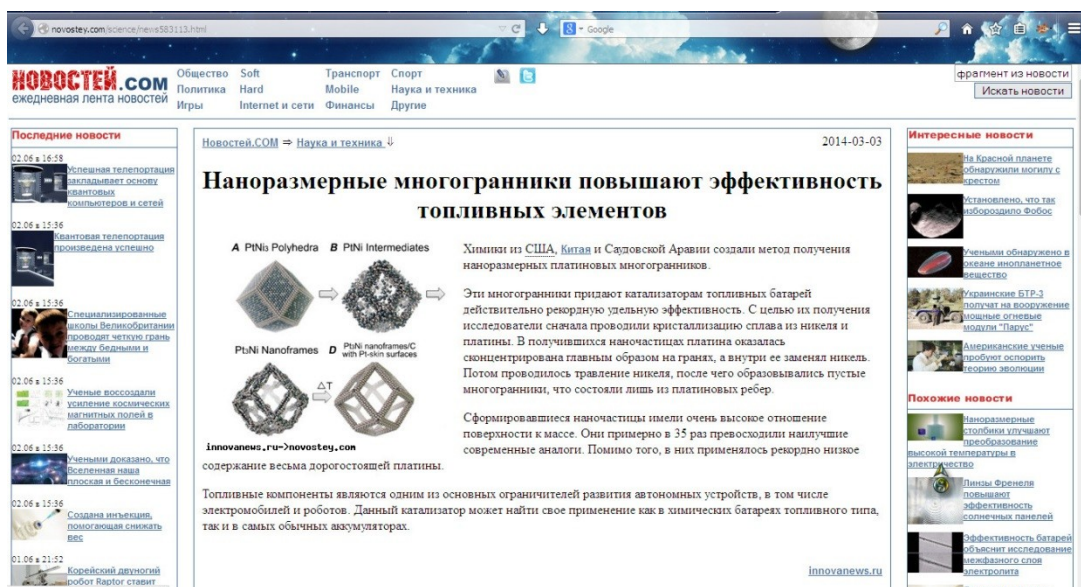 novostey.com/science/news583113.html
Google
НОВОСТЕЙ.COM
ежедневная лента новостей
Общество Soft Транспорт Спорт
Политика Hard Mobile Наука и техника
Игры Internet и сети Финансы Другие
фрагмент из новости
Искать новости
Последние новости
02.06 в 16:58
Успешная телепортация
закладывает основу
квантовых
компьютеров и сетей
02.06 в 15:36
Квантовая телепортация
произведена успешно
02.06 в 15:36
Специализированные
школы Великобритании
проводят четкую грань
между бедными и
богатыми
02.06 в 15:36
Ученые воссоздали
усиление космических
магнитных полей в
лаборатории
02.06 в 15:36
Учеными доказано, что
Вселенная наша
плоская и бесконечная
02.06 в 15:36
Создана инъекция,
помогающая снижать
вес
01.06 в 21:52
Корейский двуногий
робот Raptor ставит
Новостей.COM ⇒ Наука и техника ⇓ 2014-03-03
Наноразмерные многогранники повышают эффективность
топливных элементов
A PtNi₃ Polyhedra B PtNi Intermediates
Pt₃Ni Nanoframes D Pt₃Ni nanoframes/C
with Pt-skin surfaces
ΔT
innovanews.ru->novostey.com
Химики из США, Китая и Саудовской Аравии создали метод получения
наноразмерных платиновых многогранников.
Эти многогранники придают катализаторам топливных батарей
действительно рекордную удельную эффективность. С целью их получения
исследователи сначала проводили кристаллизацию сплава из никеля и
платины. В получившихся наночастицах платина оказалась
сконцентрирована главным образом на гранях, а внутри ее заменял никель.
Потом проводилось травление никеля, после чего образовывались пустые
многогранники, что состояли лишь из платиновых ребер.
Сформировавшиеся наночастицы имели очень высокое отношение
поверхности к массе. Они примерно в 35 раз превосходили наилучшие
современные аналоги. Помимо того, в них применялось рекордно низкое
содержание весьма дорогостоящей платины.
Топливные компоненты являются одним из основных ограничителей развития автономных устройств, в том числе
электромобилей и роботов. Данный катализатор может найти свое применение как в химических батареях топливного типа,
так и в самых обычных аккумуляторах.
innovanews.ru
Интересные новости
На Красной планете
обнаружили могилу с
крестом
Установлено, что так
избороздило Фобос
Учеными обнаружено в
океане инопланетное
вещество
Украинские БТР-3
получат на вооружение
мощные огневые
модули "Парус"
Американские ученые
пробуют оспорить
теорию эволюции
Похожие новости
Наноразмерные
столбики улучшают
преобразование
высокой температуры в
электричество
Линзы Френеля
повышают
эффективность
солнечных панелей
Эффективность батарей
объяснит исследование
межфазного слоя
электролита